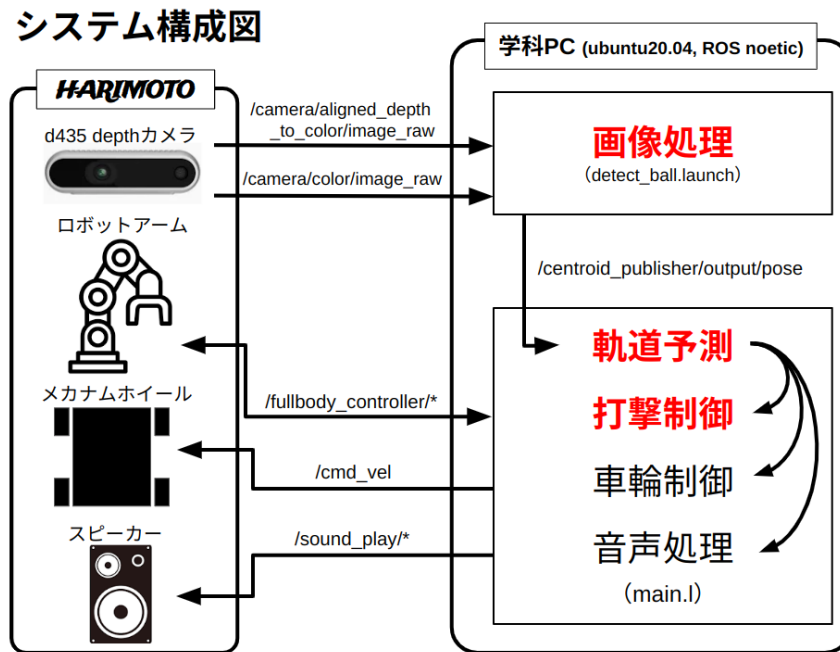 システム構成図
HARIMOTO
d435 depthカメラ
ロボットアーム
メカナムホイール
スピーカー
/camera/aligned_depth
_to_color/image_raw
/camera/color/image_raw
/fullbody_controller/*
/cmd_vel
/sound_play/*
学科PC (ubuntu20.04, ROS noetic)
画像処理
（detect_ball.launch）
/centroid_publisher/output/pose
軌道予測
打撃制御
車輪制御
音声処理
（main.l）